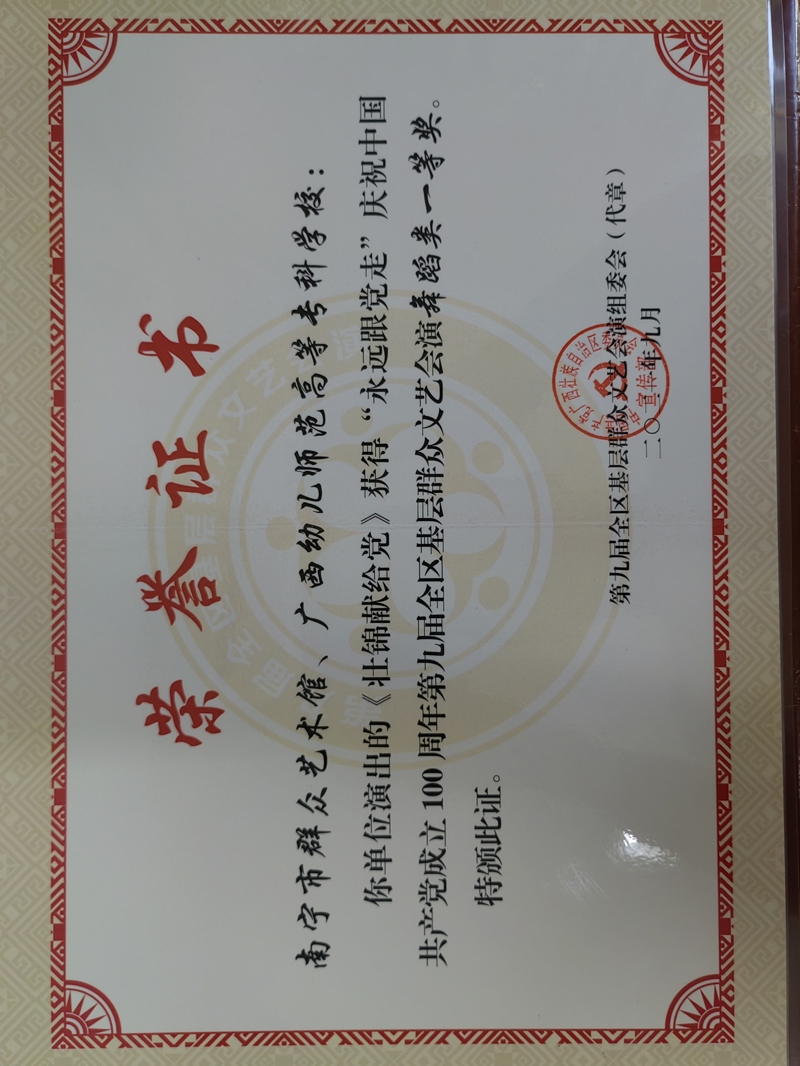 荣誉证书
南宁市群众艺术馆、广西幼儿师范高等专科学校：
你单位演出的《壮锦献给党》获得“永远跟党走”庆祝中国
共产党成立100周年第九届全区基层群众文艺会演舞蹈类一等奖。
特颁此证。
第九届全区基层群众文艺会演组委会（代章）
二〇二一年九月